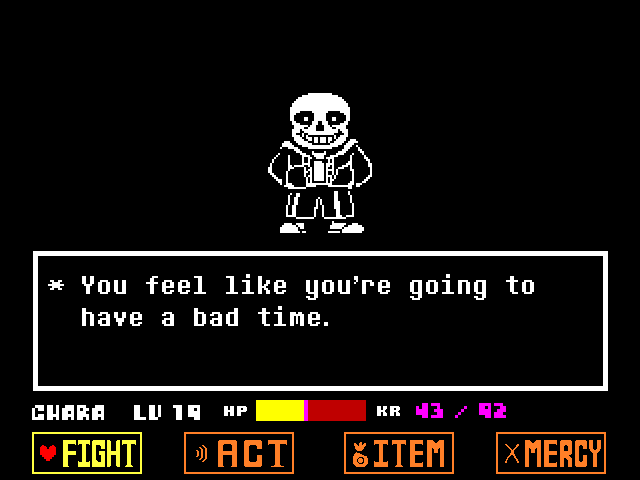 * You feel like you're going to
have a bad time.
CHARA LV 19 HP KR 43 / 92
FIGHT ACT ITEM MERCY